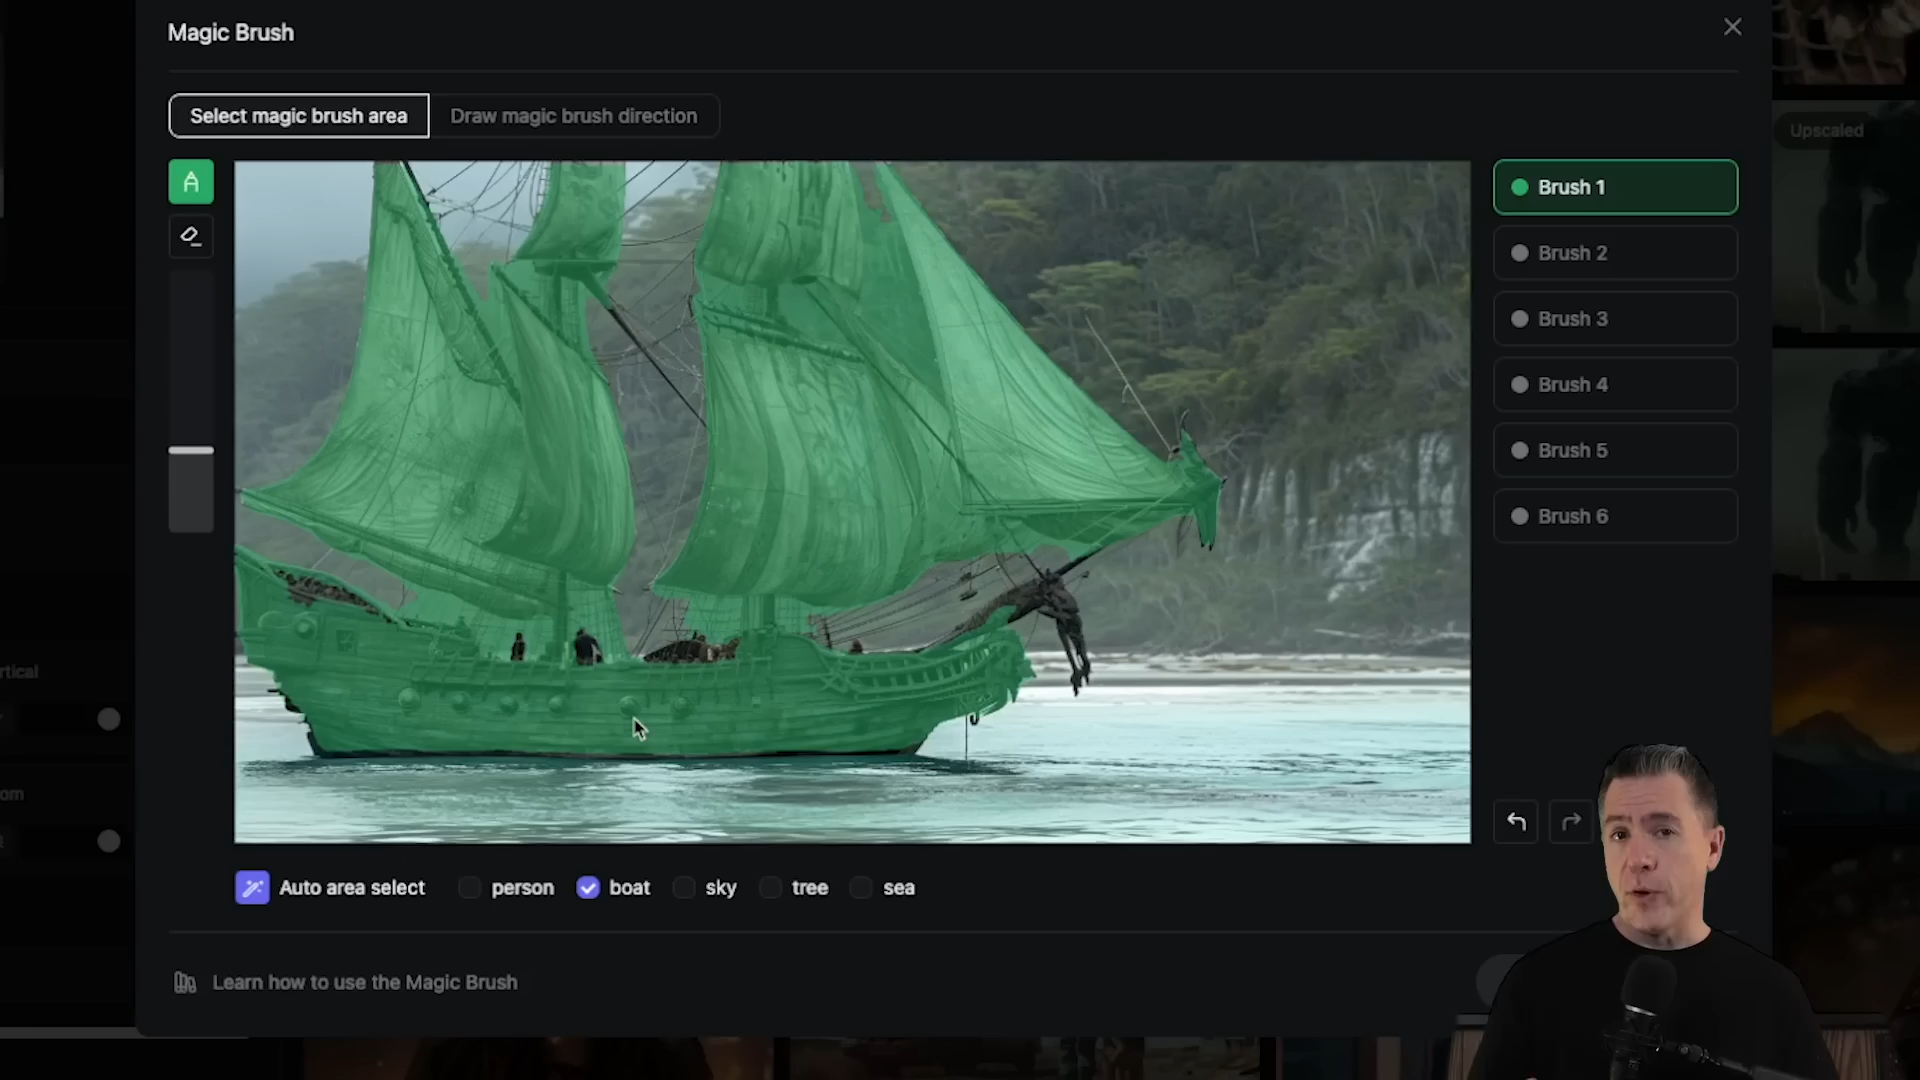 Magic Brush
Select magic brush area
Draw magic brush direction
Upscaled
Brush 1
Brush 2
Brush 3
Brush 4
Brush 5
Brush 6
Auto area select
person
boat
sky
tree
sea
Learn how to use the Magic Brush